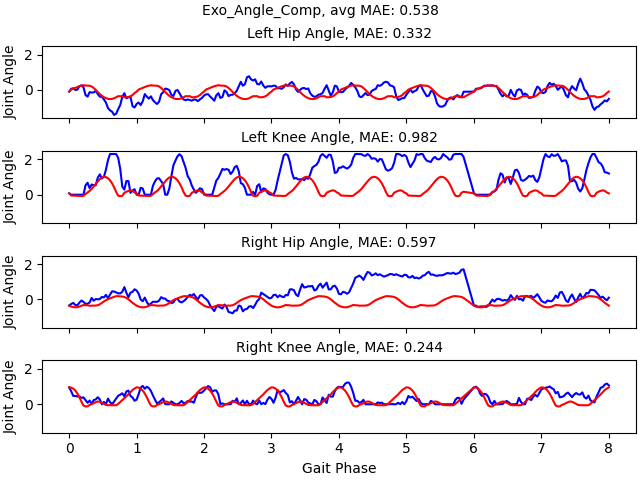 Exo_Angle_Comp, avg MAE: 0.538
Left Hip Angle, MAE: 0.332
Joint Angle
2
0
Left Knee Angle, MAE: 0.982
Joint Angle
2
0
Right Hip Angle, MAE: 0.597
Joint Angle
2
0
Right Knee Angle, MAE: 0.244
Joint Angle
2
0
0 1 2 3 4 5 6 7 8
Gait Phase